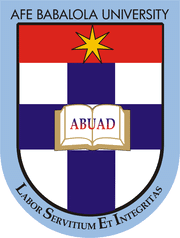 AFE BABALOLA UNIVERSITY
ABUAD
LABOR SERVITIUM ET INTEGRITAS